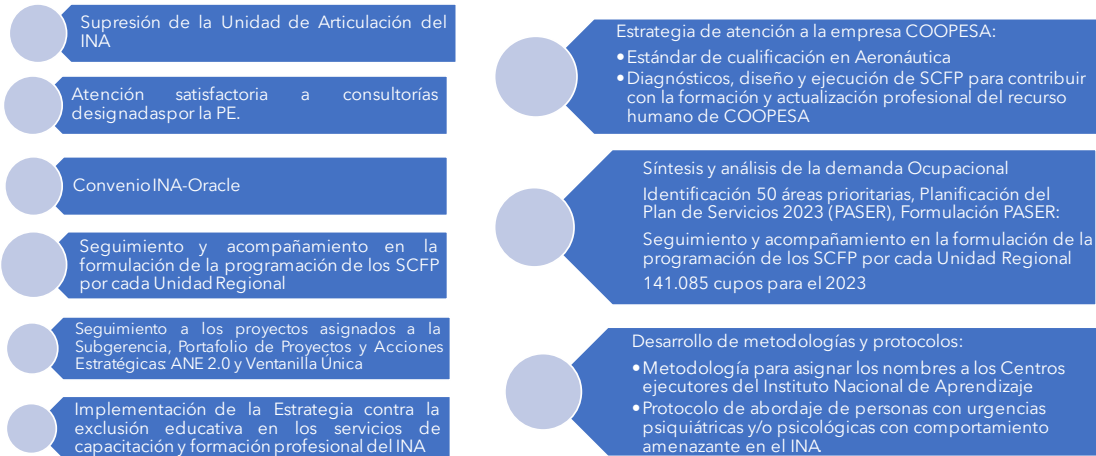 Supresión de la Unidad de Articulación del
INA
Atención satisfactoria a consultorías
designadaspor la PE.
Convenio INA-Oracle
Seguimiento y acompañamiento en la
formulación de la programación de los SCFP
por cada Unidad Regional
Seguimiento a los proyectos asignados a la
Subgerencia, Portafolio de Proyectos y Acciones
Estratégicas: ANE 2.0 y Ventanilla Única
Implementación de la Estrategia contra la
exclusión educativa en los servicios de
capacitación y formación profesional del INA
Estrategia de atención a la empresa COOPESA:
•Estándar de cualificación en Aeronáutica
•Diagnósticos, diseño y ejecución de SCFP para contribuir
con la formación y actualización profesional del recurso
humano de COOPESA
Síntesis y análisis de la demanda Ocupacional
Identificación 50 áreas prioritarias, Planificación del
Plan de Servicios 2023 (PASER), Formulación PASER:
Seguimiento y acompañamiento en la formulación de la
programación de los SCFP por cada Unidad Regional
141.085 cupos para el 2023
Desarrollo de metodologías y protocolos:
•Metodología para asignar los nombres a los Centros
ejecutores del Instituto Nacional de Aprendizaje
•Protocolo de abordaje de personas con urgencias
psiquiátricas y/o psicológicas con comportamiento
amenazante en el INA